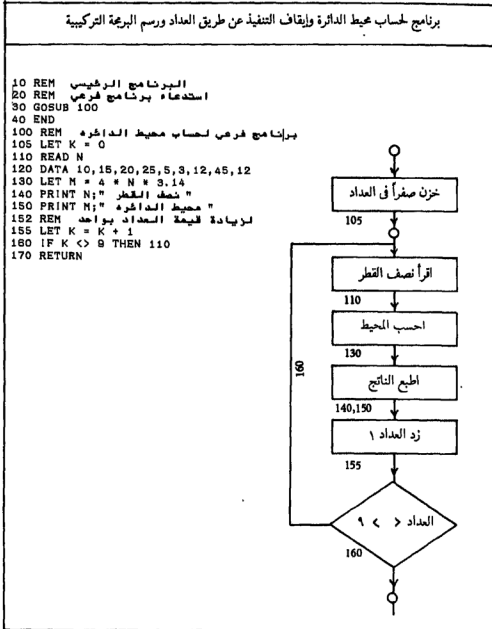 برنامج لحساب محيط الدائرة وإيقاف التنفيذ عن طريق العداد ورسم البرمجة التركيبية
10 REM البرنامج الرئيسي
20 REM استدعاء برنامج فرعي
30 GOSUB 100
40 END
100 REM برنامج فرعي لحساب محيط الدائره
105 LET K = 0
110 READ N
120 DATA 10,15,20,25,5,3,12,45,12
130 LET M = 4 * N * 3.14
140 PRINT N;" نصف القطر "
150 PRINT M;" محيط الدائره "
152 REM لزيادة قيمة العداد بواحد
155 LET K = K + 1
160 IF K <> 9 THEN 110
170 RETURN
خزن صفراً فى العداد
105
اقرأ نصف القطر
110
احسب المحيط
130
160
اطبع الناتج
140,150
زد العداد ١
155
العداد < > ٩
160